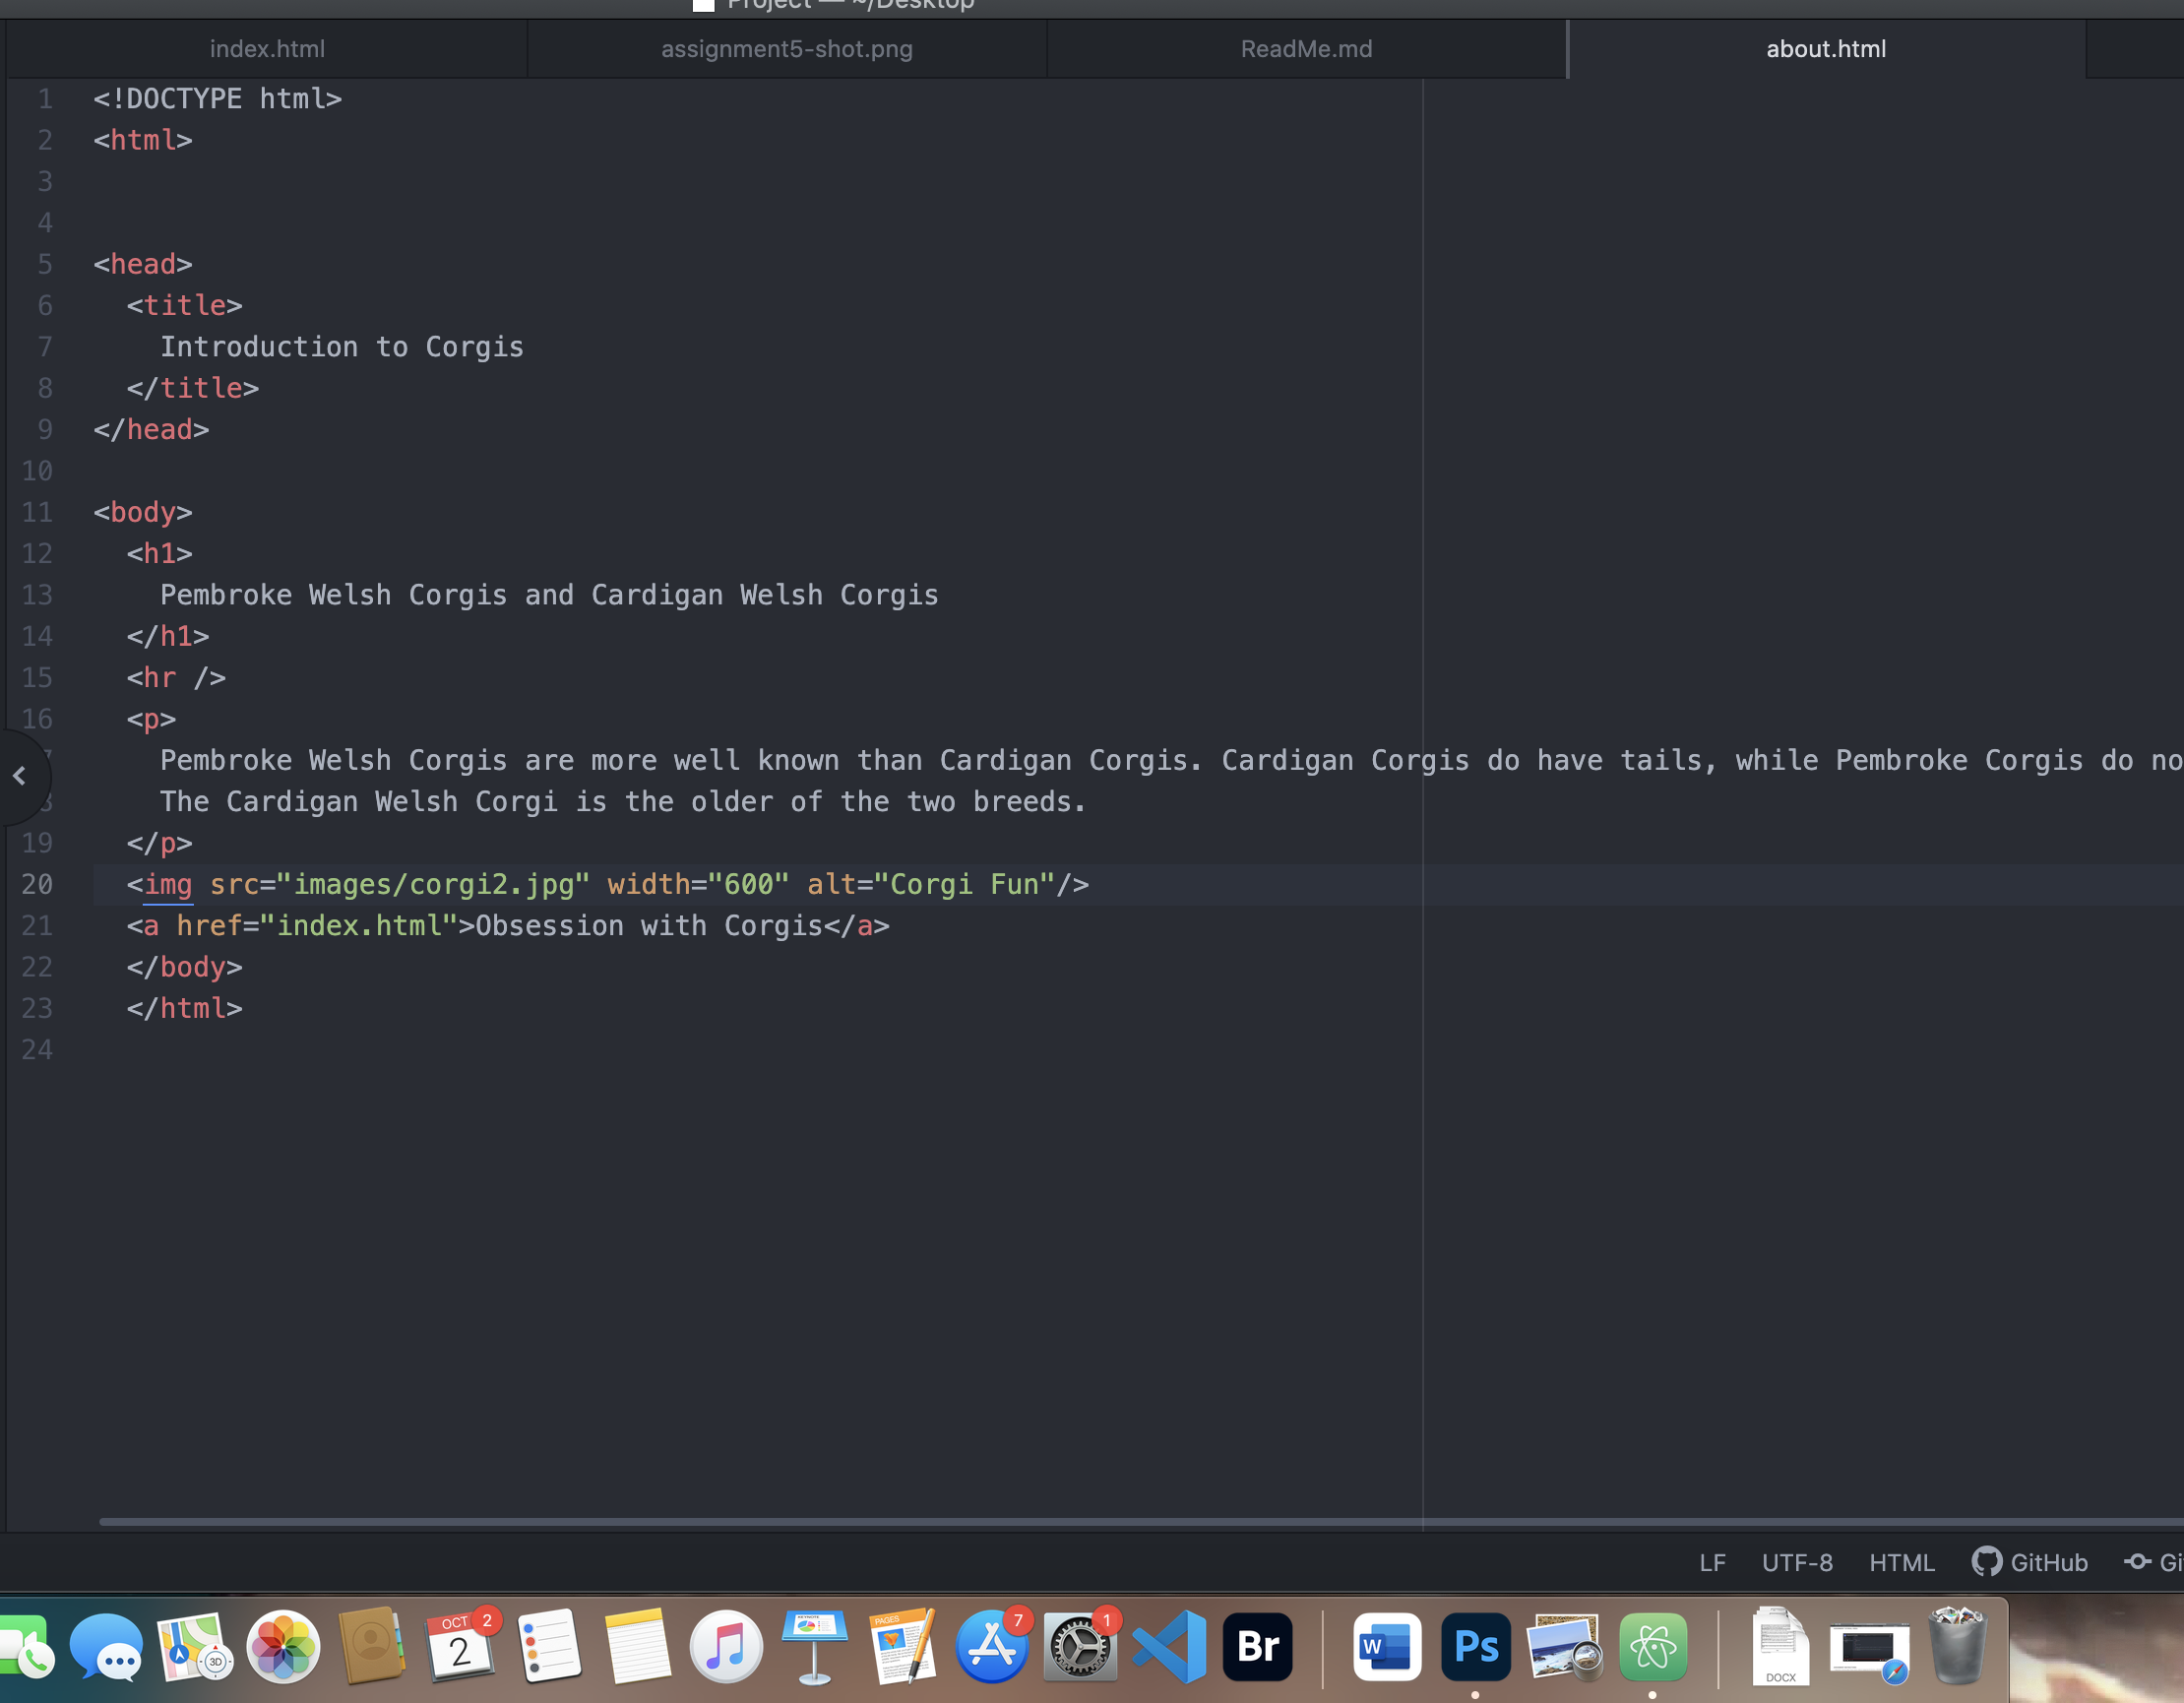 Project — ~/Desktop
index.html
assignment5-shot.png
ReadMe.md
about.html
1 <!DOCTYPE html>
2 <html>
3
4
5 <head>
6   <title>
7     Introduction to Corgis
8   </title>
9 </head>
10
11 <body>
12   <h1>
13     Pembroke Welsh Corgis and Cardigan Welsh Corgis
14   </h1>
15   <hr />
16   <p>
    Pembroke Welsh Corgis are more well known than Cardigan Corgis. Cardigan Corgis do have tails, while Pembroke Corgis do no
    The Cardigan Welsh Corgi is the older of the two breeds.
19   </p>
20   <img src="images/corgi2.jpg" width="600" alt="Corgi Fun"/>
21   <a href="index.html">Obsession with Corgis</a>
22   </body>
23   </html>
24
LF UTF-8 HTML GitHub Gi
3D
OCT 2
2
PAGES
7
1
Br
W
Ps
DOCX